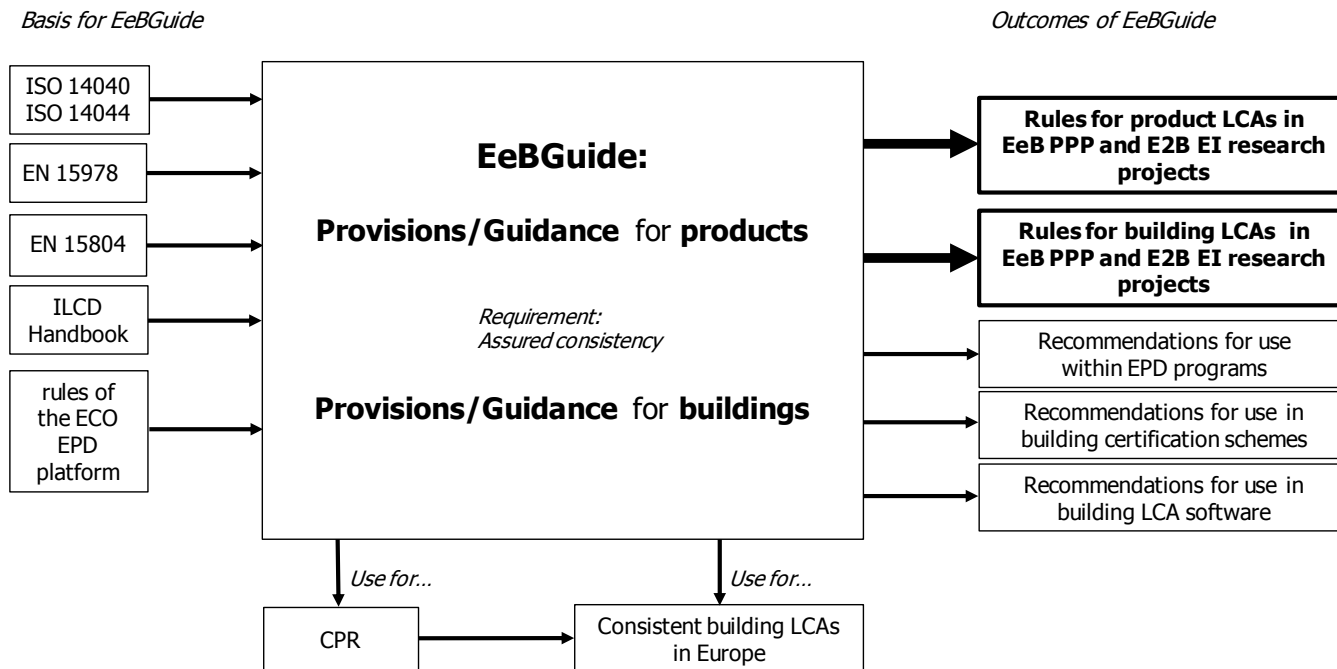 Basis for EeBGuide
Outcomes of EeBGuide
ISO 14040
ISO 14044
EN 15978
EN 15804
ILCD
Handbook
rules of
the ECO
EPD
platform
EeBGuide:
Provisions/Guidance for products
Requirement:
Assured consistency
Provisions/Guidance for buildings
Rules for product LCAs in
EeB PPP and E2B EI research
projects
Rules for building LCAs in
EeB PPP and E2B EI research
projects
Recommendations for use
within EPD programs
Recommendations for use in
building certification schemes
Recommendations for use in
building LCA software
Use for...
Use for...
CPR
Consistent building LCAs
in Europe